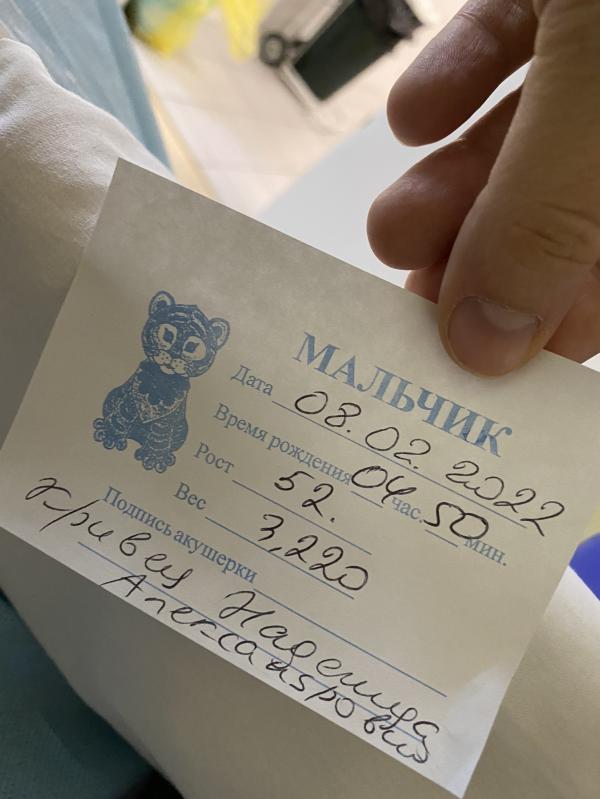 МАЛЬЧИК
Дата 08.02.2022
Время рождения 04 час. 50 мин.
Рост 52.
Вес 3,220
Подпись акушерки
Кривец Надежда
Александровна